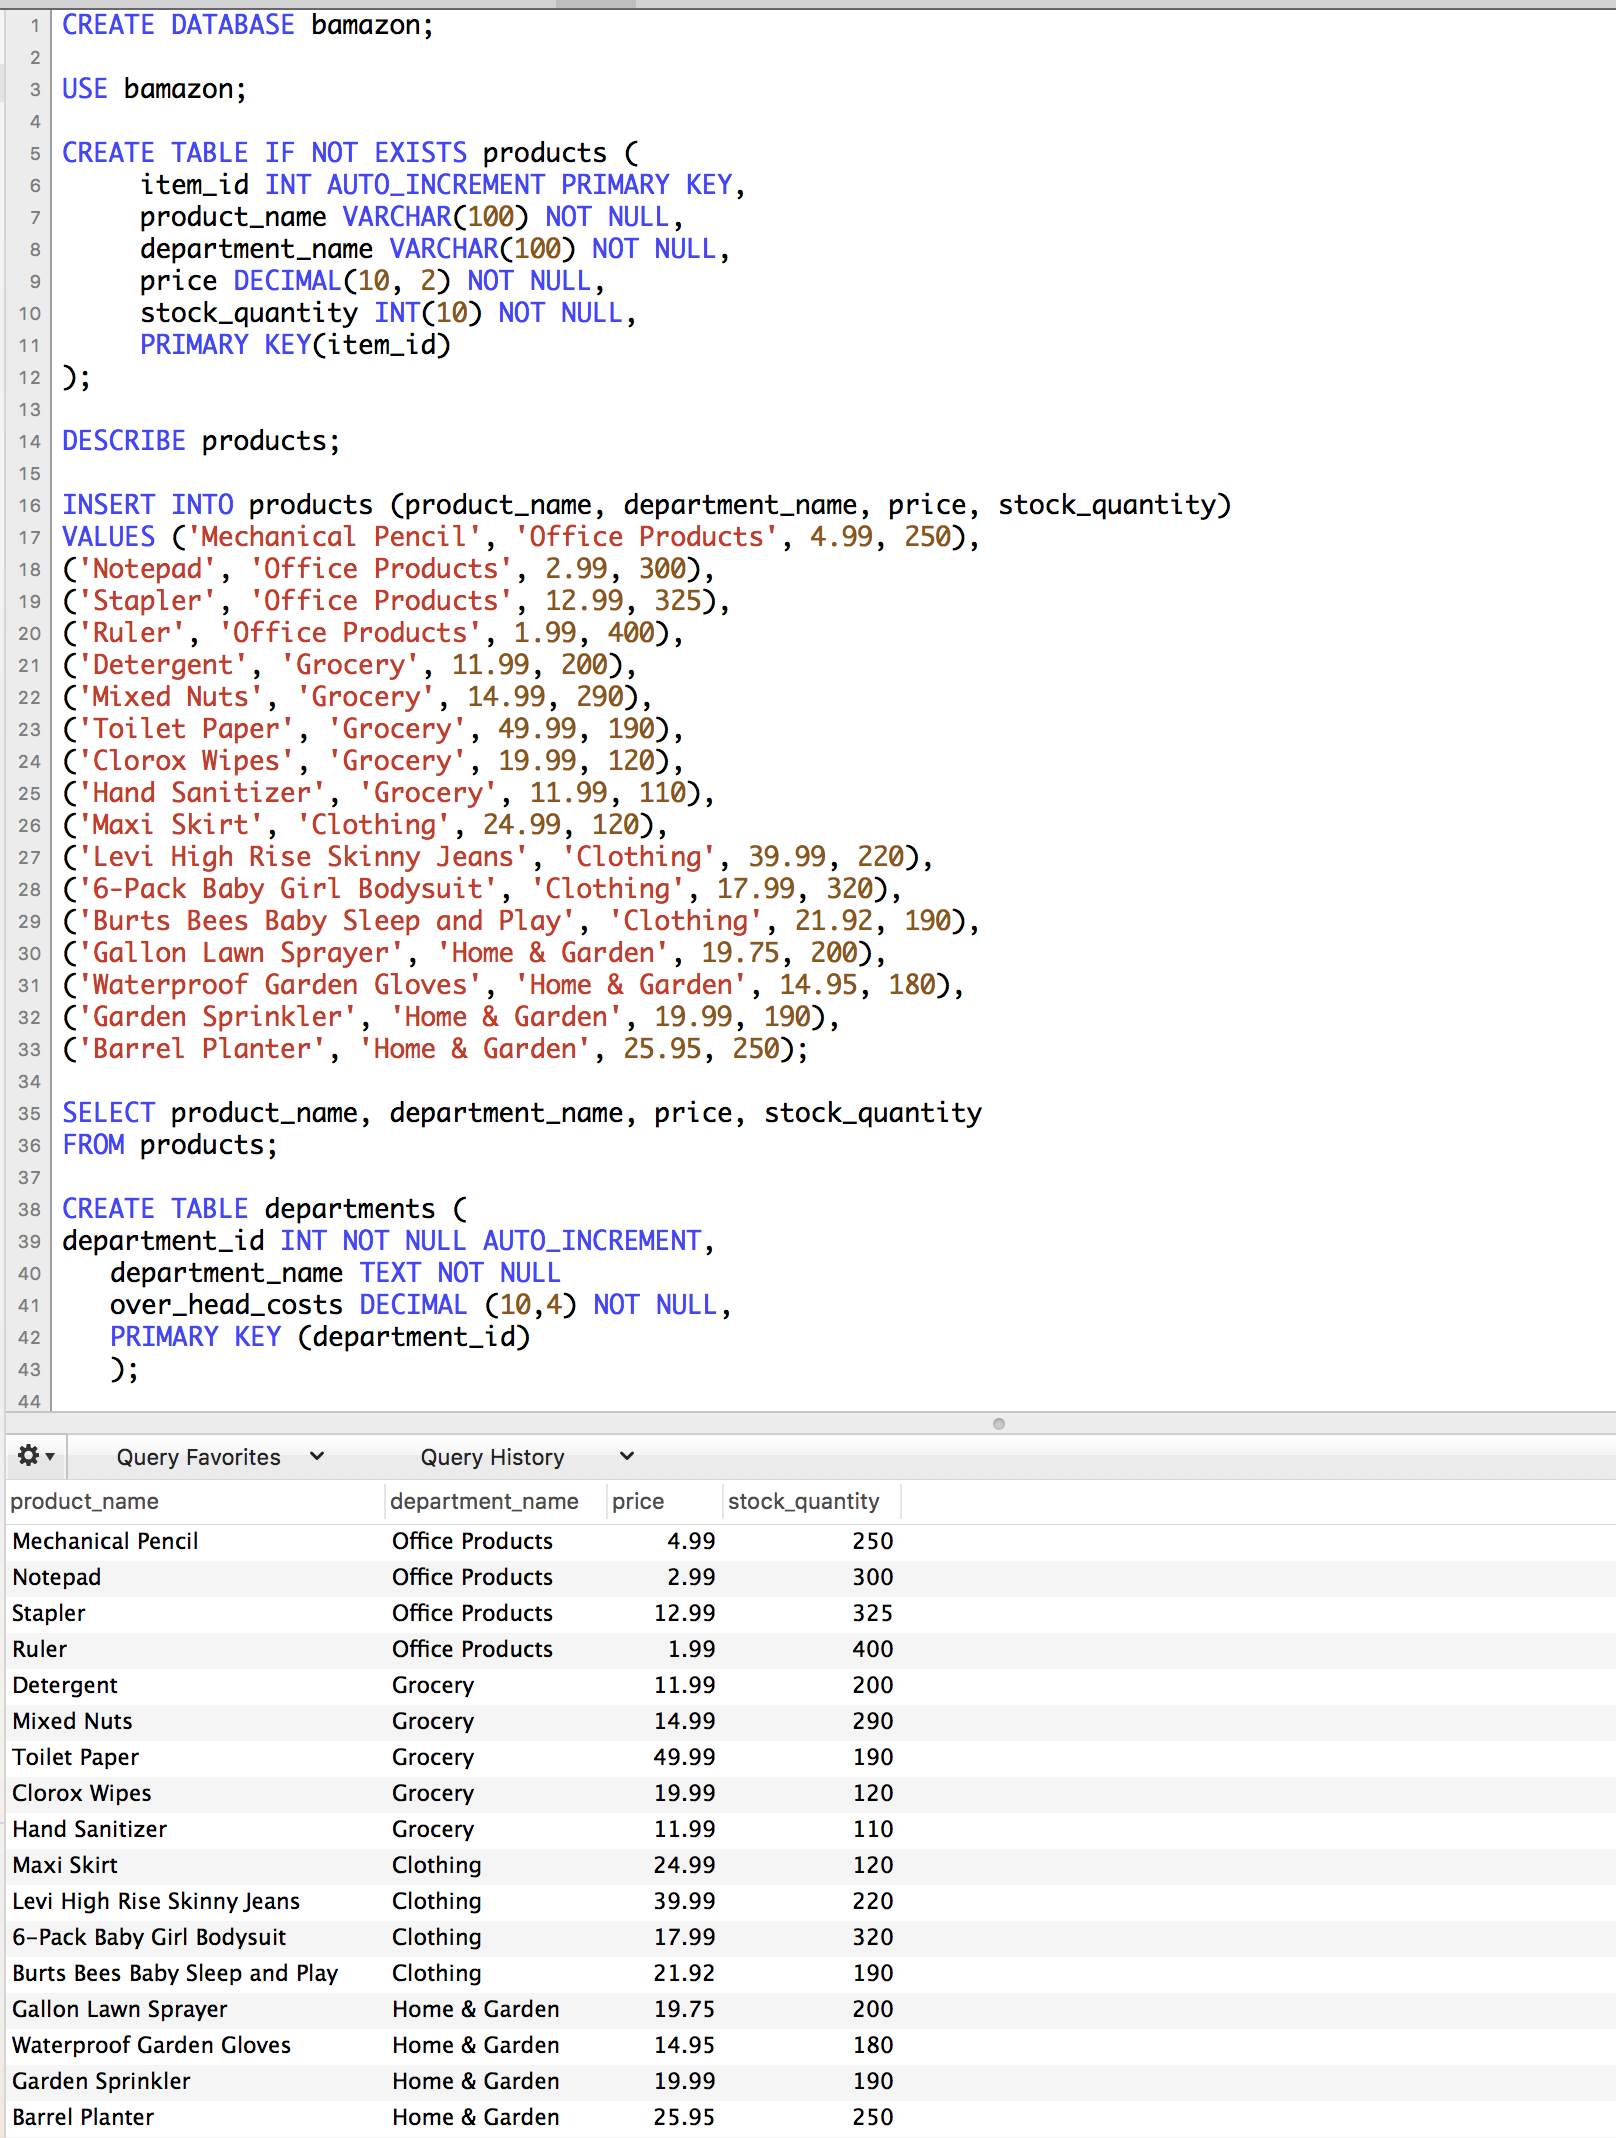 1 CREATE DATABASE bamazon;
2
3 USE bamazon;
4
5 CREATE TABLE IF NOT EXISTS products (
6 item_id INT AUTO_INCREMENT PRIMARY KEY,
7 product_name VARCHAR(100) NOT NULL,
8 department_name VARCHAR(100) NOT NULL,
9 price DECIMAL(10, 2) NOT NULL,
10 stock_quantity INT(10) NOT NULL,
11 PRIMARY KEY(item_id)
12 );
13
14 DESCRIBE products;
15
16 INSERT INTO products (product_name, department_name, price, stock_quantity)
17 VALUES ('Mechanical Pencil', 'Office Products', 4.99, 250),
18 ('Notepad', 'Office Products', 2.99, 300),
19 ('Stapler', 'Office Products', 12.99, 325),
20 ('Ruler', 'Office Products', 1.99, 400),
21 ('Detergent', 'Grocery', 11.99, 200),
22 ('Mixed Nuts', 'Grocery', 14.99, 290),
23 ('Toilet Paper', 'Grocery', 49.99, 190),
24 ('Clorox Wipes', 'Grocery', 19.99, 120),
25 ('Hand Sanitizer', 'Grocery', 11.99, 110),
26 ('Maxi Skirt', 'Clothing', 24.99, 120),
27 ('Levi High Rise Skinny Jeans', 'Clothing', 39.99, 220),
28 ('6-Pack Baby Girl Bodysuit', 'Clothing', 17.99, 320),
29 ('Burts Bees Baby Sleep and Play', 'Clothing', 21.92, 190),
30 ('Gallon Lawn Sprayer', 'Home & Garden', 19.75, 200),
31 ('Waterproof Garden Gloves', 'Home & Garden', 14.95, 180),
32 ('Garden Sprinkler', 'Home & Garden', 19.99, 190),
33 ('Barrel Planter', 'Home & Garden', 25.95, 250);
34
35 SELECT product_name, department_name, price, stock_quantity
36 FROM products;
37
38 CREATE TABLE departments (
39 department_id INT NOT NULL AUTO_INCREMENT,
40 department_name TEXT NOT NULL
41 over_head_costs DECIMAL (10,4) NOT NULL,
42 PRIMARY KEY (department_id)
43 );
44
Query Favorites Query History
product_name department_name price stock_quantity
Mechanical Pencil Office Products 4.99 250
Notepad Office Products 2.99 300
Stapler Office Products 12.99 325
Ruler Office Products 1.99 400
Detergent Grocery 11.99 200
Mixed Nuts Grocery 14.99 290
Toilet Paper Grocery 49.99 190
Clorox Wipes Grocery 19.99 120
Hand Sanitizer Grocery 11.99 110
Maxi Skirt Clothing 24.99 120
Levi High Rise Skinny Jeans Clothing 39.99 220
6-Pack Baby Girl Bodysuit Clothing 17.99 320
Burts Bees Baby Sleep and Play Clothing 21.92 190
Gallon Lawn Sprayer Home & Garden 19.75 200
Waterproof Garden Gloves Home & Garden 14.95 180
Garden Sprinkler Home & Garden 19.99 190
Barrel Planter Home & Garden 25.95 250